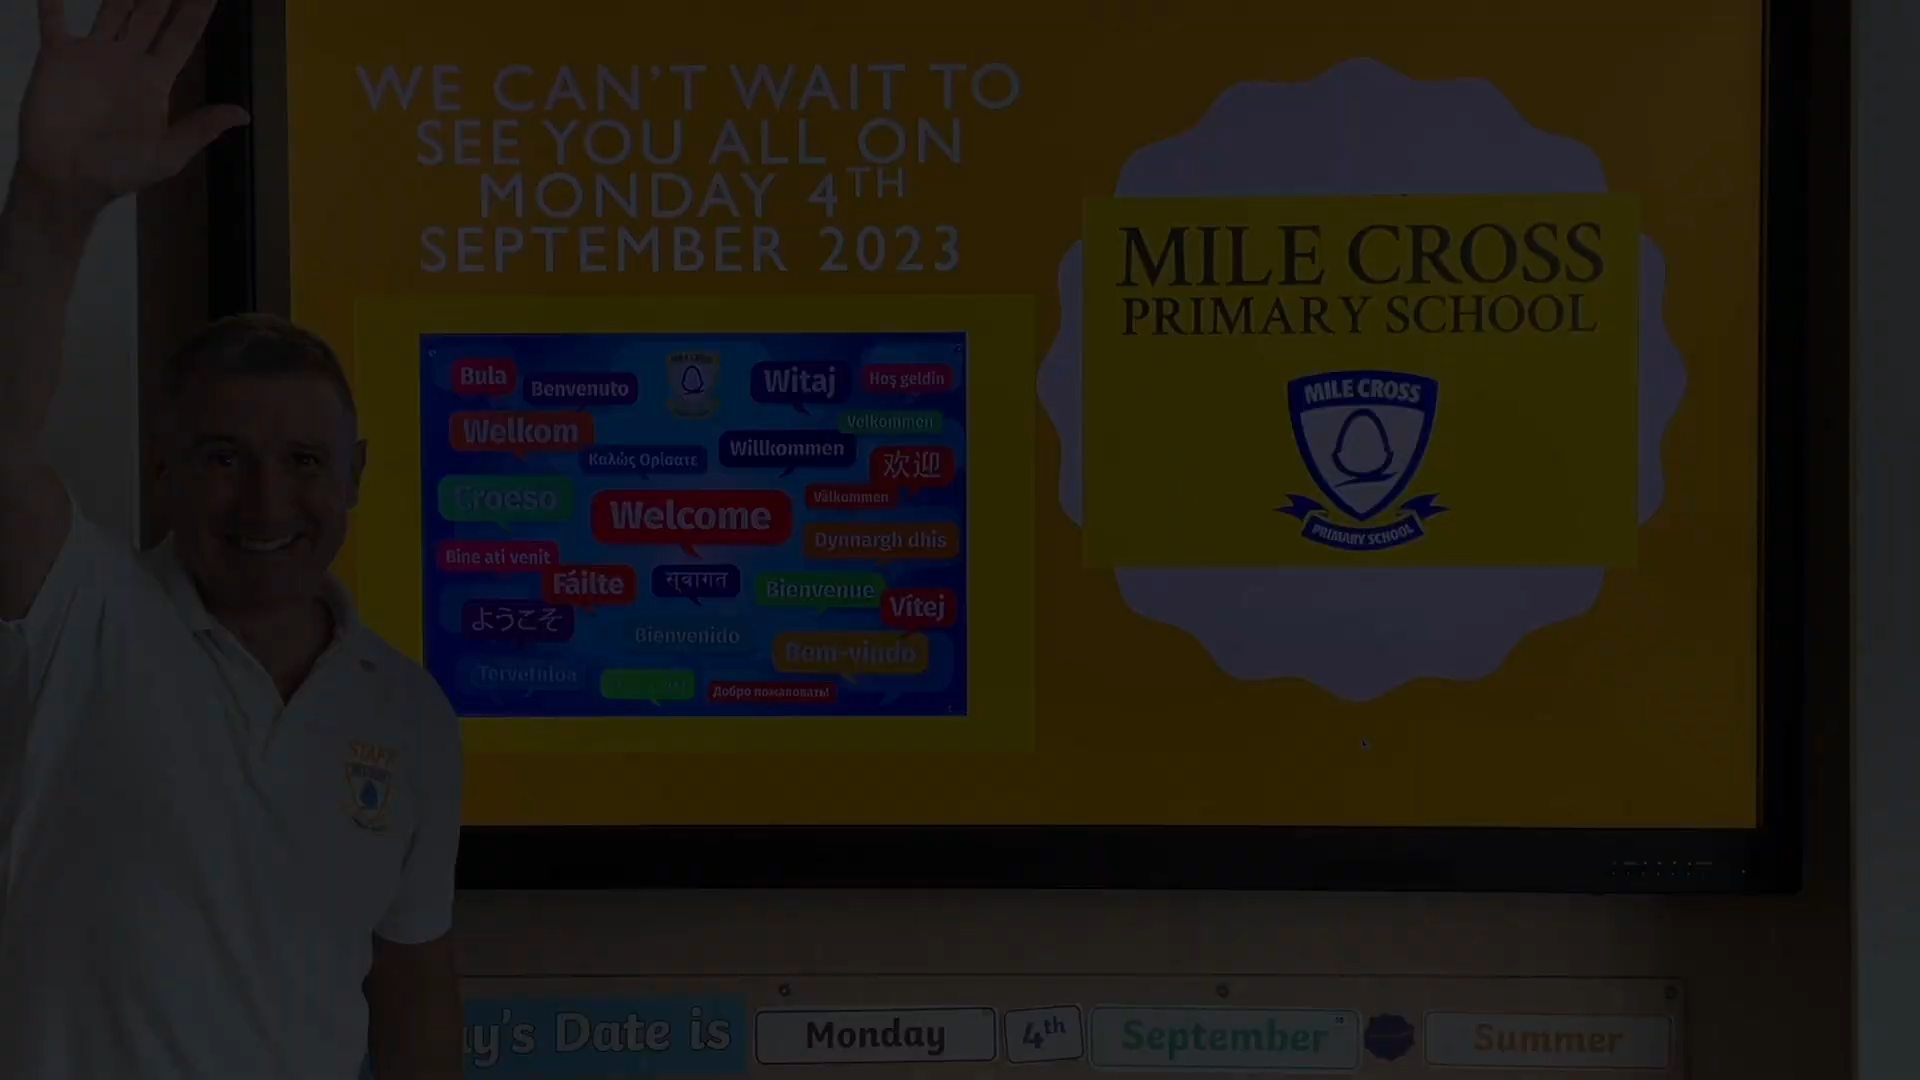 WE CAN'T WAIT TO
SEE YOU ALL ON
MONDAY 4TH
SEPTEMBER 2023
MILE CROSS
PRIMARY SCHOOL
MILE CROSS
PRIMARY SCHOOL
Bula
Benvenuto
Witaj
Hoş geldin
Welkom
Velkommen
Καλώς Ορίσατε
Willkommen
欢迎
Croeso
Welcome
Välkommen
Dynnargh dhis
Bine ati venit
Fáilte
स्वागत
Bienvenue
Vítej
ようこそ
Bienvenido
Bem-vindo
Tervetuloa
Добро пожаловать!
STAFF
ay's Date is
Monday
4th
September
Summer